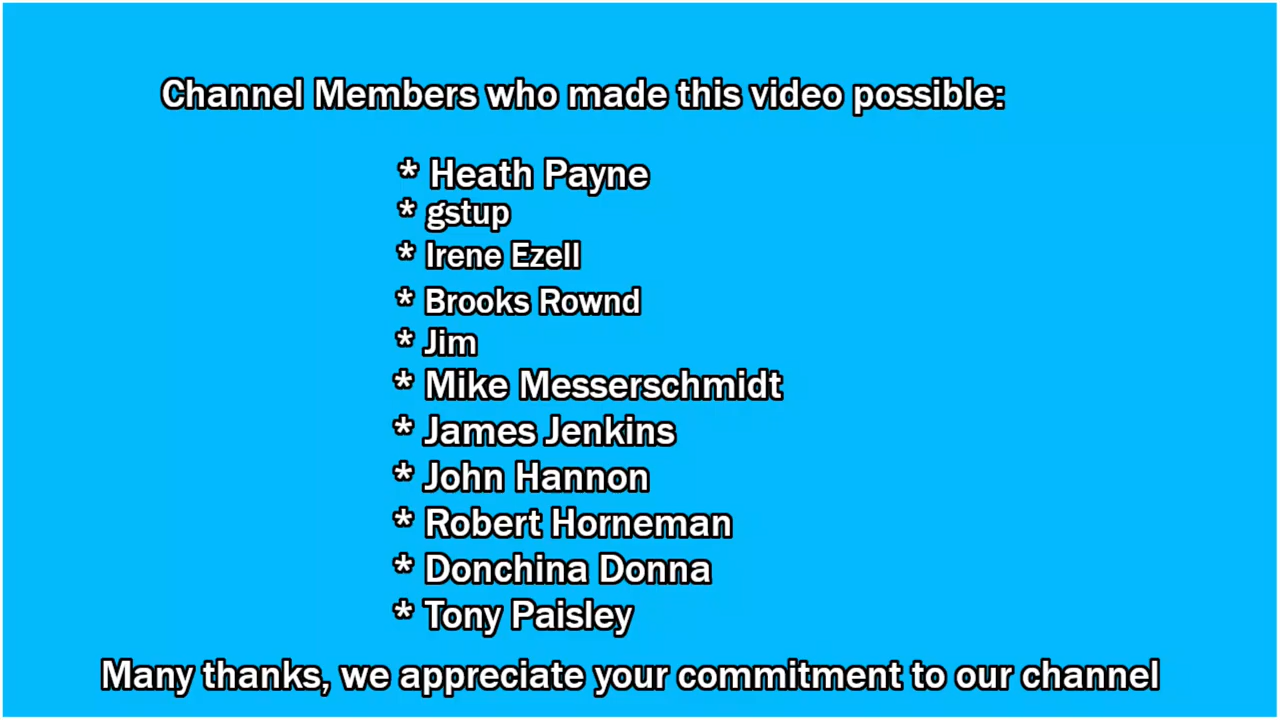 Channel Members who made this video possible:
* Heath Payne
* gstup
* Irene Ezell
* Brooks Rownd
* Jim
* Mike Messerschmidt
* James Jenkins
* John Hannon
* Robert Horneman
* Donchina Donna
* Tony Paisley
Many thanks, we appreciate your commitment to our channel